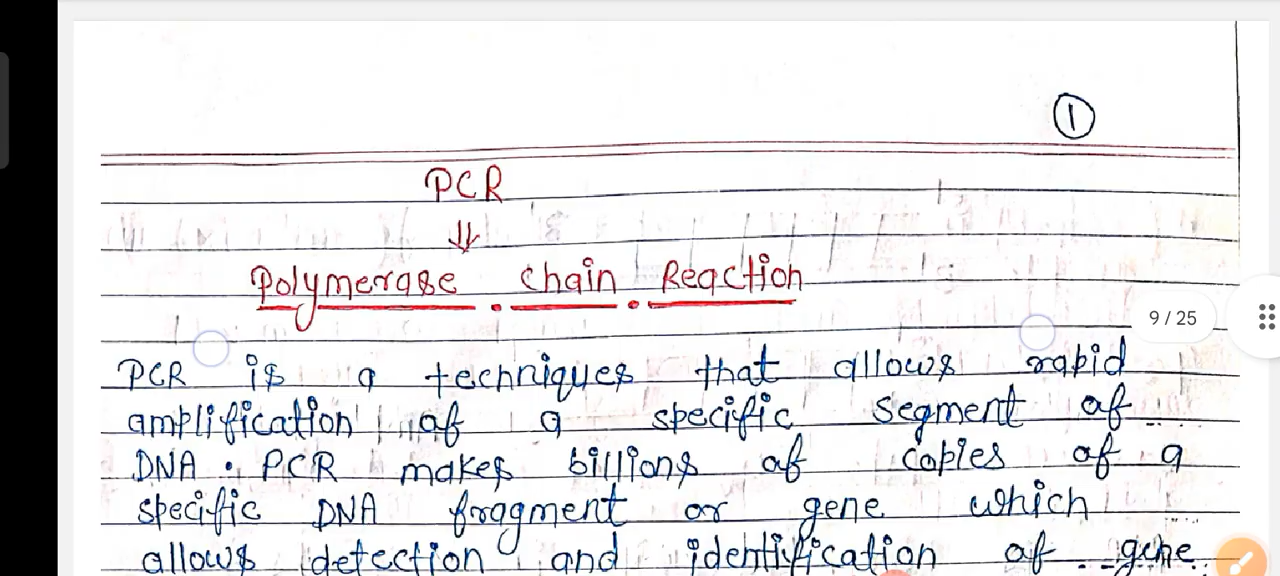 1
PCR
⇓
Polymerase . Chain . Reaction
9 / 25
PCR is a techniques that allows rapid
amplification of a specific segment of
DNA . PCR makes billions of copies of a
specific DNA fragment or gene which
allows detection and identification of gene